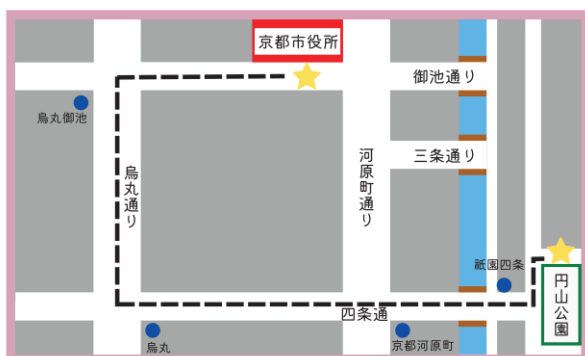 京都市役所
御池通り
烏丸御池
烏丸通り
河原町通り
三条通り
祇園四条
円山公園
四条通
烏丸
京都河原町